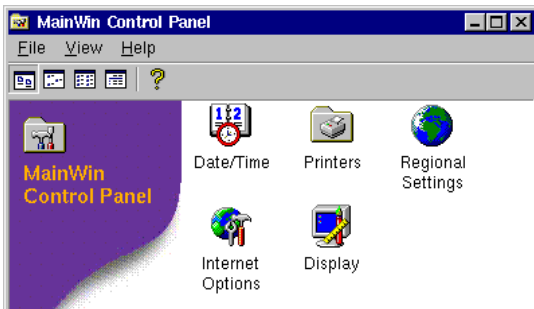 MainWin Control Panel
File View Help
MainWin
Control Panel
Date/Time
Printers
Regional
Settings
Internet
Options
Display